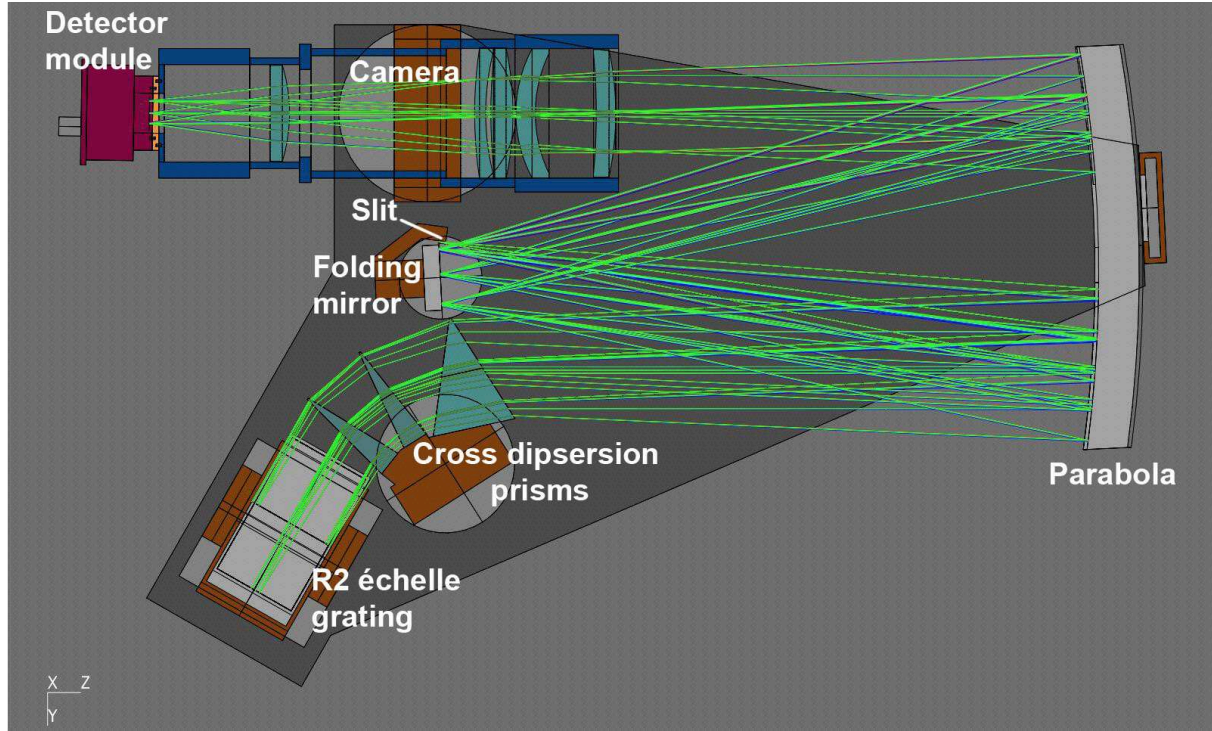 Detector
module
Camera
Slit
Folding
mirror
Cross dipsersion
prisms
Parabola
R2 échelle
grating
X Z
Y